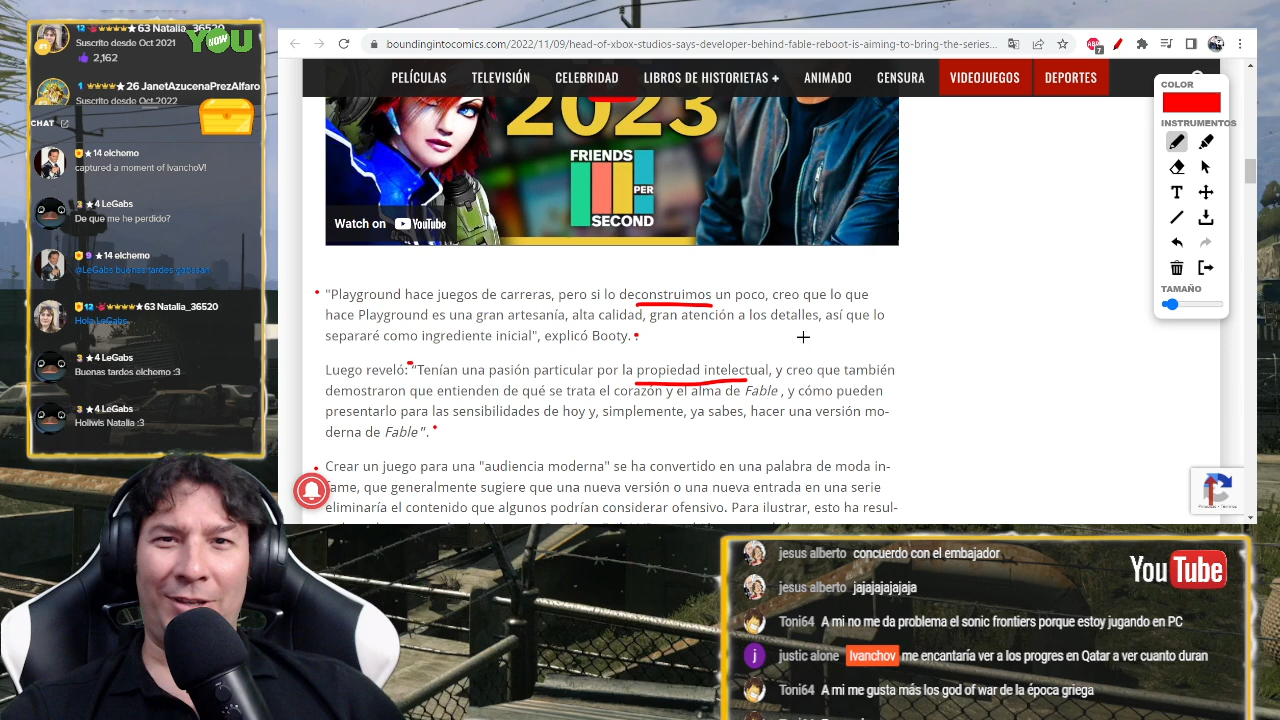 12 63 Natalia_36520
Suscrito desde Oct 2021
YOU NOW
2,162
1 26 JanetAzucenaPrezAlfaro
Suscrito desde Oct 2022
CHAT
14 elchemo
captured a moment of IvanchoV!
3 4 LeGabs
De que me he perdido?
9 14 elchemo
@LeGabs buenas tardes gabasan
12 63 Natalia_36520
Hola LeGabs
3 4 LeGabs
Buenas tardes elchemo :3
3 4 LeGabs
Holiwis Natalia :3
boundingintocomics.com/2022/11/09/head-of-xbox-studios-says-developer-behind-fable-reboot-is-aiming-to-bring-the-series...
7
PELÍCULAS TELEVISIÓN CELEBRIDAD LIBROS DE HISTORIETAS + ANIMADO CENSURA VIDEOJUEGOS DEPORTES
2023
FRIENDS
PER
SECOND
Watch on YouTube
"Playground hace juegos de carreras, pero si lo deconstruimos un poco, creo que lo que
hace Playground es una gran artesanía, alta calidad, gran atención a los detalles, así que lo
separaré como ingrediente inicial", explicó Booty.
Luego reveló: "Tenían una pasión particular por la propiedad intelectual, y creo que también
demostraron que entienden de qué se trata el corazón y el alma de Fable , y cómo pueden
presentarlo para las sensibilidades de hoy y, simplemente, ya sabes, hacer una versión mo-
derna de Fable ".
Crear un juego para una "audiencia moderna" se ha convertido en una palabra de moda in-
fame, que generalmente sugiere que una nueva versión o una nueva entrada en una serie
eliminaría el contenido que algunos podrían considerar ofensivo. Para ilustrar, esto ha resul-
COLOR
INSTRUMENTOS
T
TAMAÑO
YouTube
jesus alberto concuerdo con el embajador
jesus alberto jajajajajajaja
Toni64 A mi no me da problema el sonic frontiers porque estoy jugando en PC
j justic alone Ivanchov me encantaría ver a los progres en Qatar a ver cuanto duran
Toni64 A mi me gusta más los god of war de la época griega